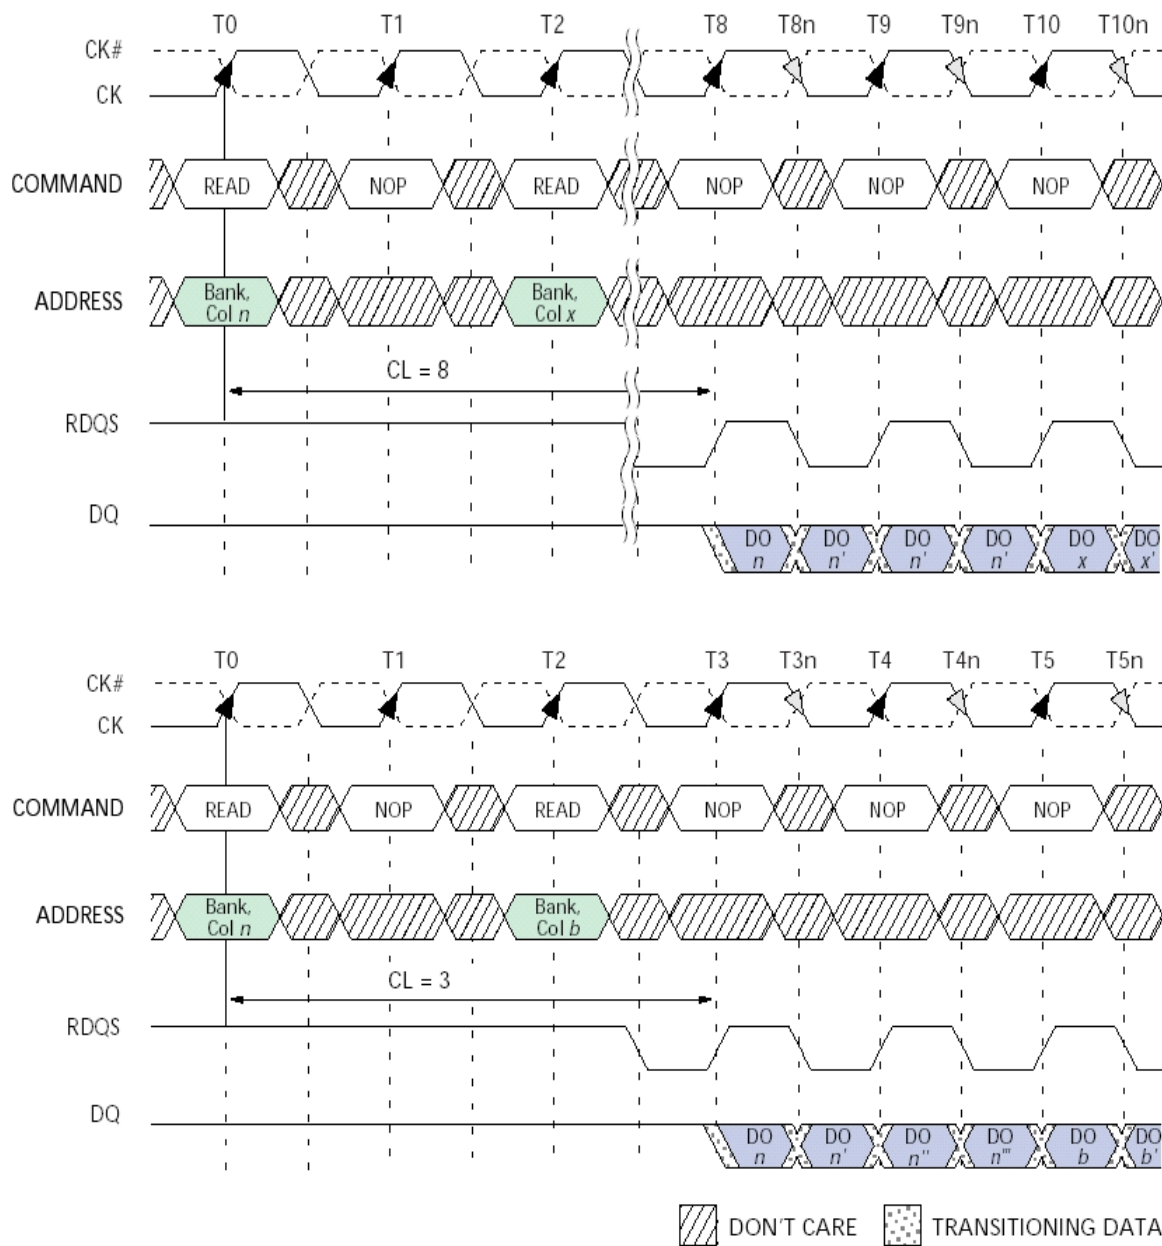 T0 T1 T2 T8 T8n T9 T9n T10 T10n
CK#
CK
COMMAND READ NOP READ NOP NOP NOP
ADDRESS Bank, Col n Bank, Col x
CL = 8
RDQS
DQ
DO n DO n' DO n' DO n' DO x DO x'
T0 T1 T2 T3 T3n T4 T4n T5 T5n
CK#
CK
COMMAND READ NOP READ NOP NOP NOP
ADDRESS Bank, Col n Bank, Col b
CL = 3
RDQS
DQ
DO n DO n' DO n'' DO n''' DO b DO b'
DON'T CARE TRANSITIONING DATA